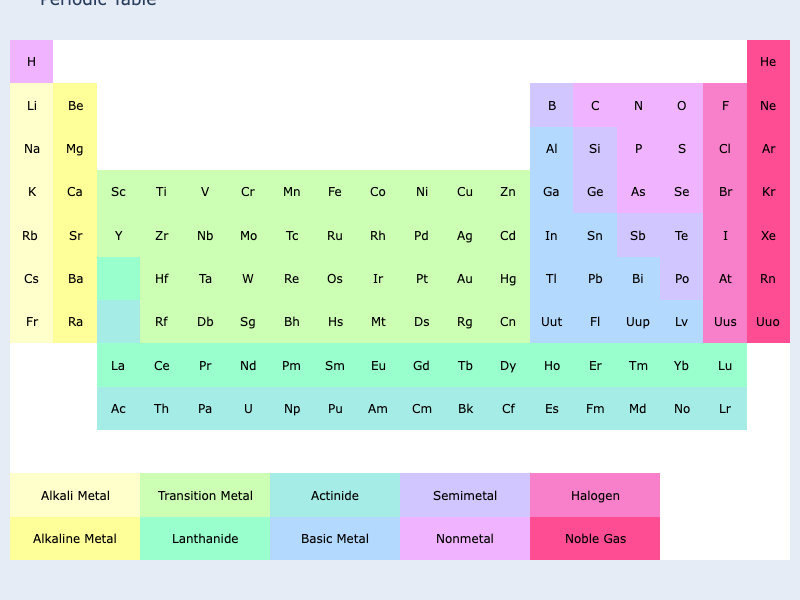 Periodic Table
H He
Li Be B C N O F Ne
Na Mg Al Si P S Cl Ar
K Ca Sc Ti V Cr Mn Fe Co Ni Cu Zn Ga Ge As Se Br Kr
Rb Sr Y Zr Nb Mo Tc Ru Rh Pd Ag Cd In Sn Sb Te I Xe
Cs Ba Hf Ta W Re Os Ir Pt Au Hg Tl Pb Bi Po At Rn
Fr Ra Rf Db Sg Bh Hs Mt Ds Rg Cn Uut Fl Uup Lv Uus Uuo
La Ce Pr Nd Pm Sm Eu Gd Tb Dy Ho Er Tm Yb Lu
Ac Th Pa U Np Pu Am Cm Bk Cf Es Fm Md No Lr
Alkali Metal Transition Metal Actinide Semimetal Halogen
Alkaline Metal Lanthanide Basic Metal Nonmetal Noble Gas